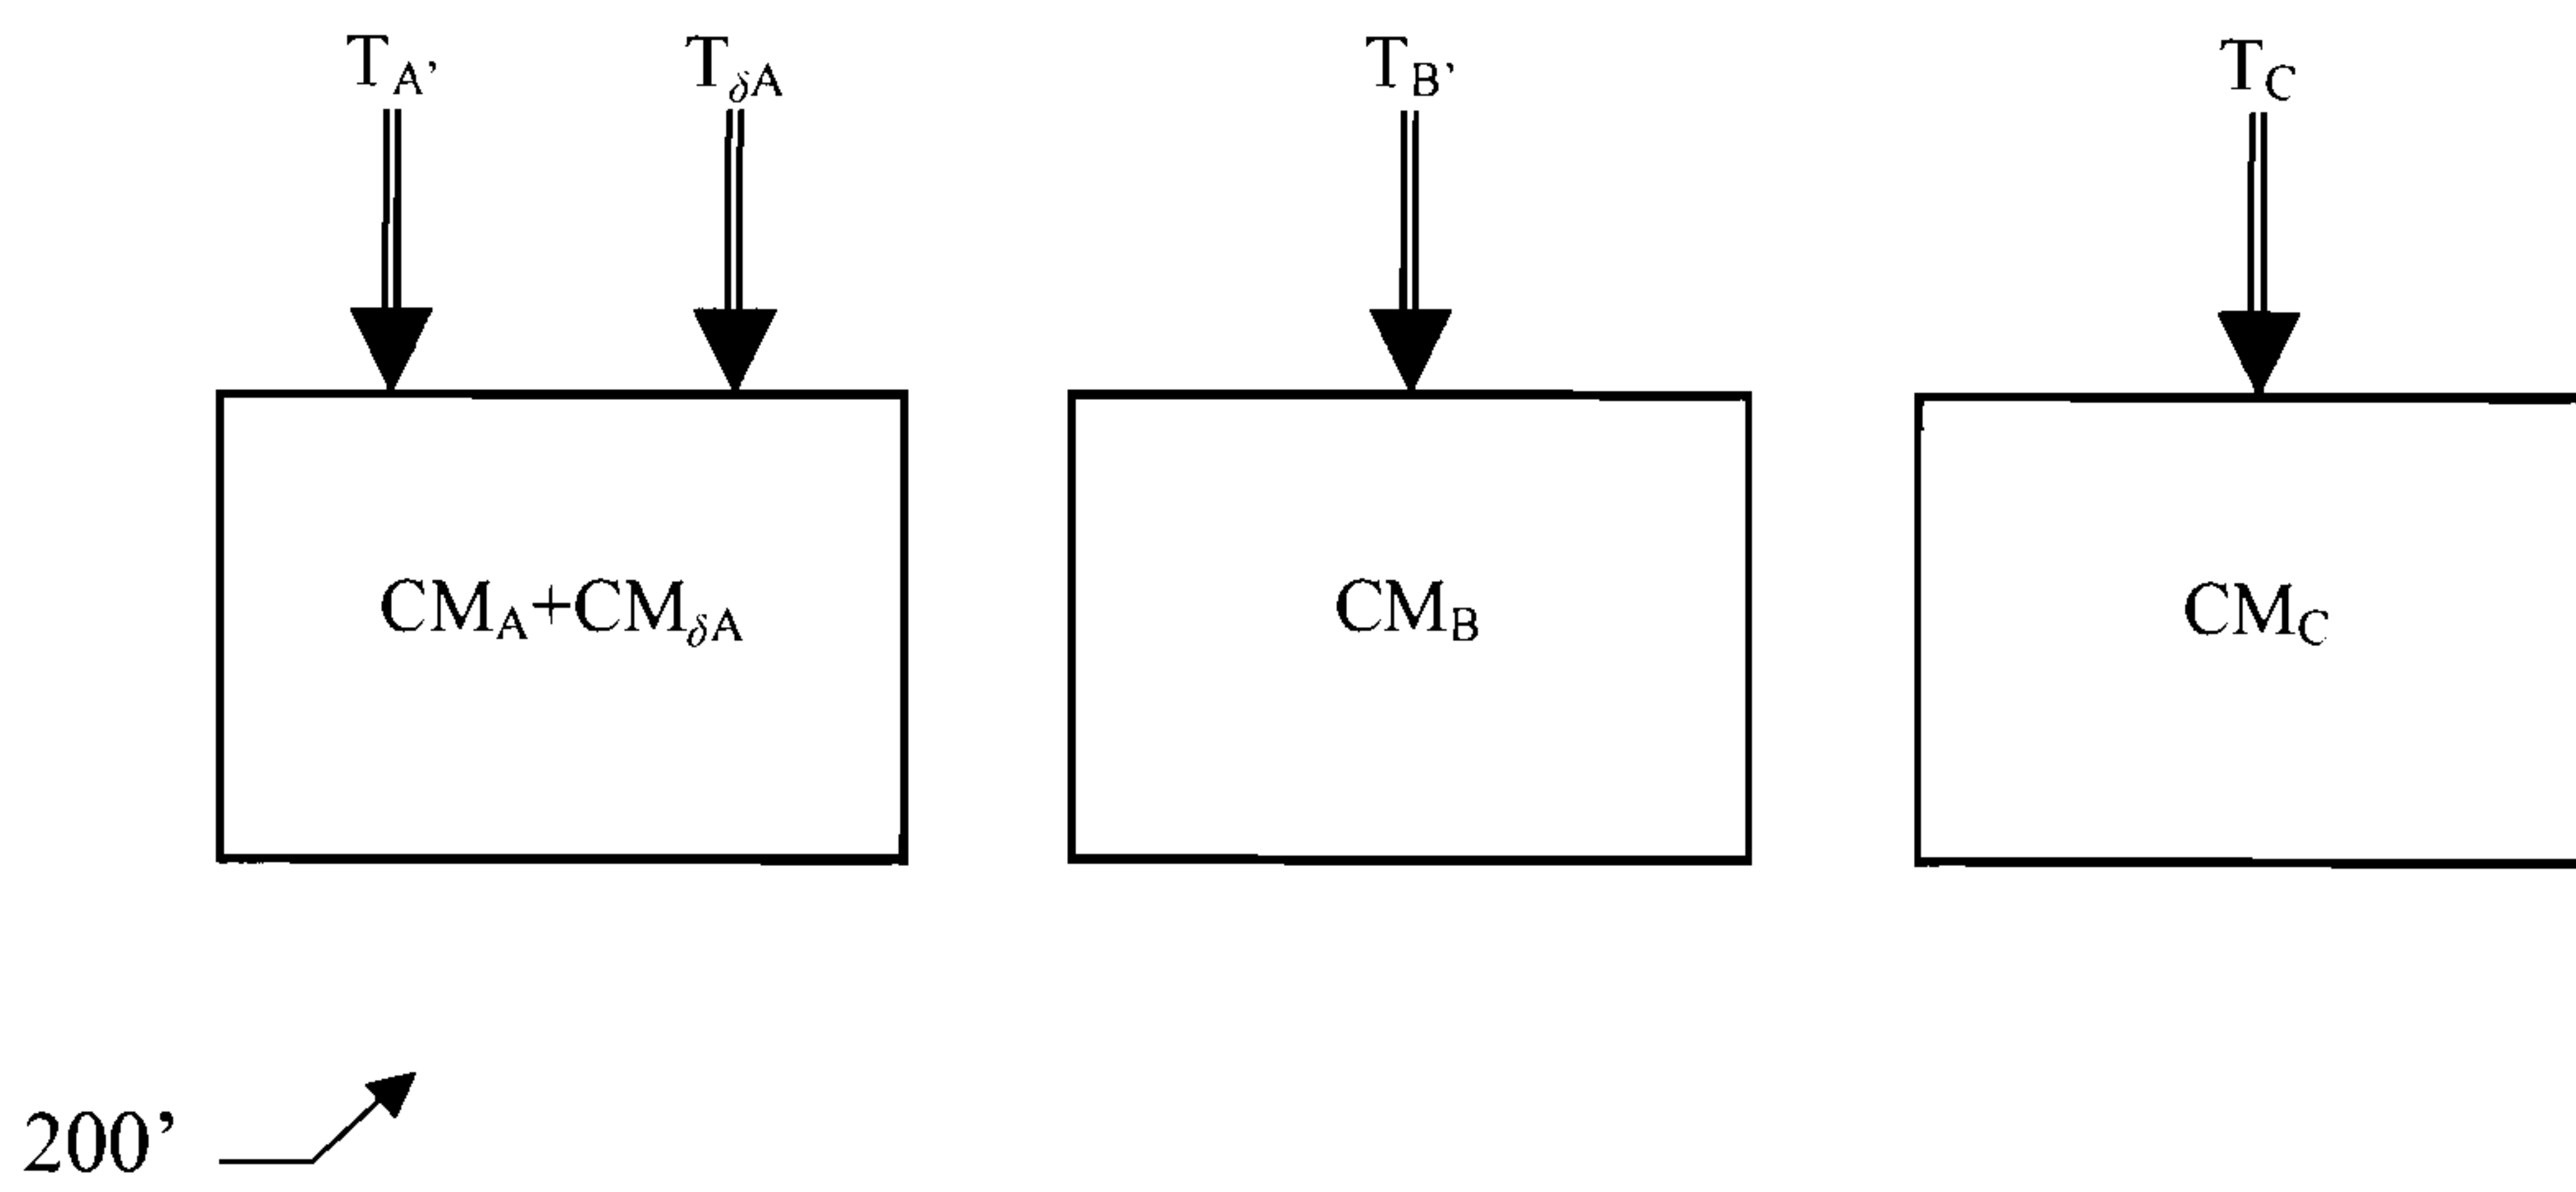 T_A’ T_δA T_B’ T_C
CM_A+CM_δA CM_B CM_C
200’